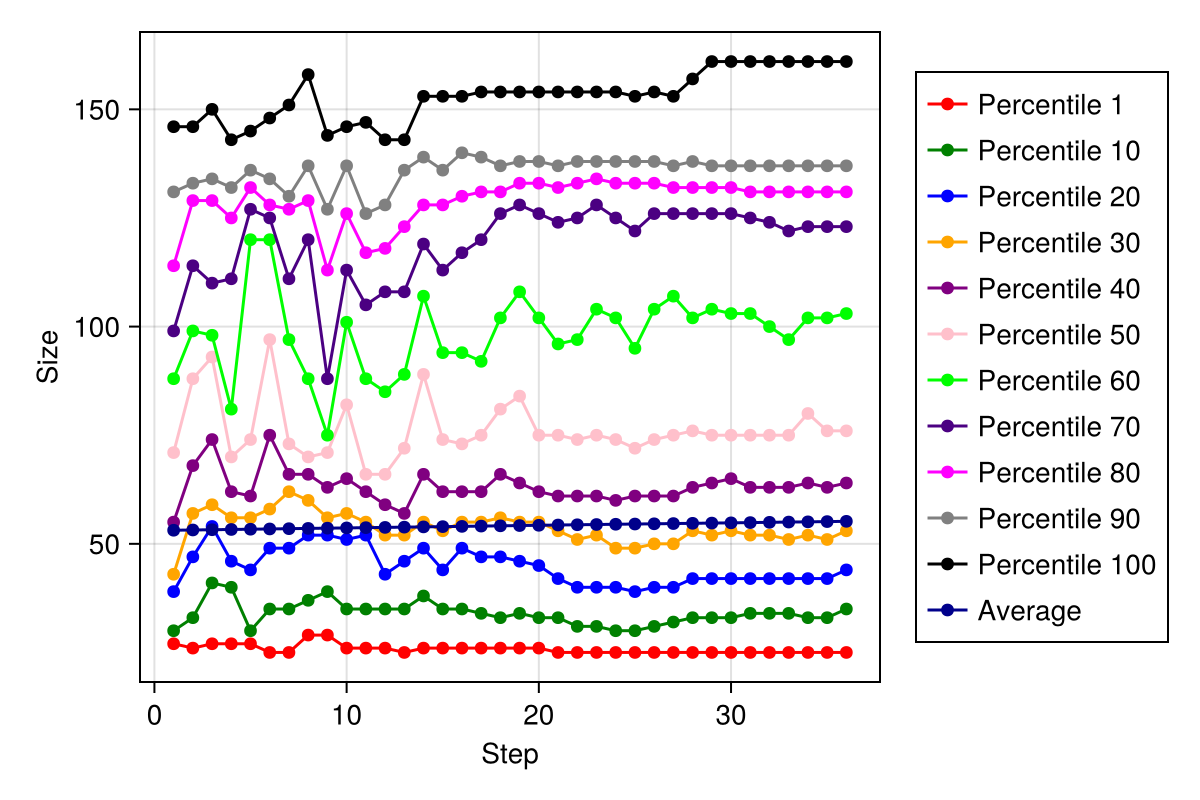 150
100
50
Size
0
10
20
30
Step
Percentile 1
Percentile 10
Percentile 20
Percentile 30
Percentile 40
Percentile 50
Percentile 60
Percentile 70
Percentile 80
Percentile 90
Percentile 100
Average